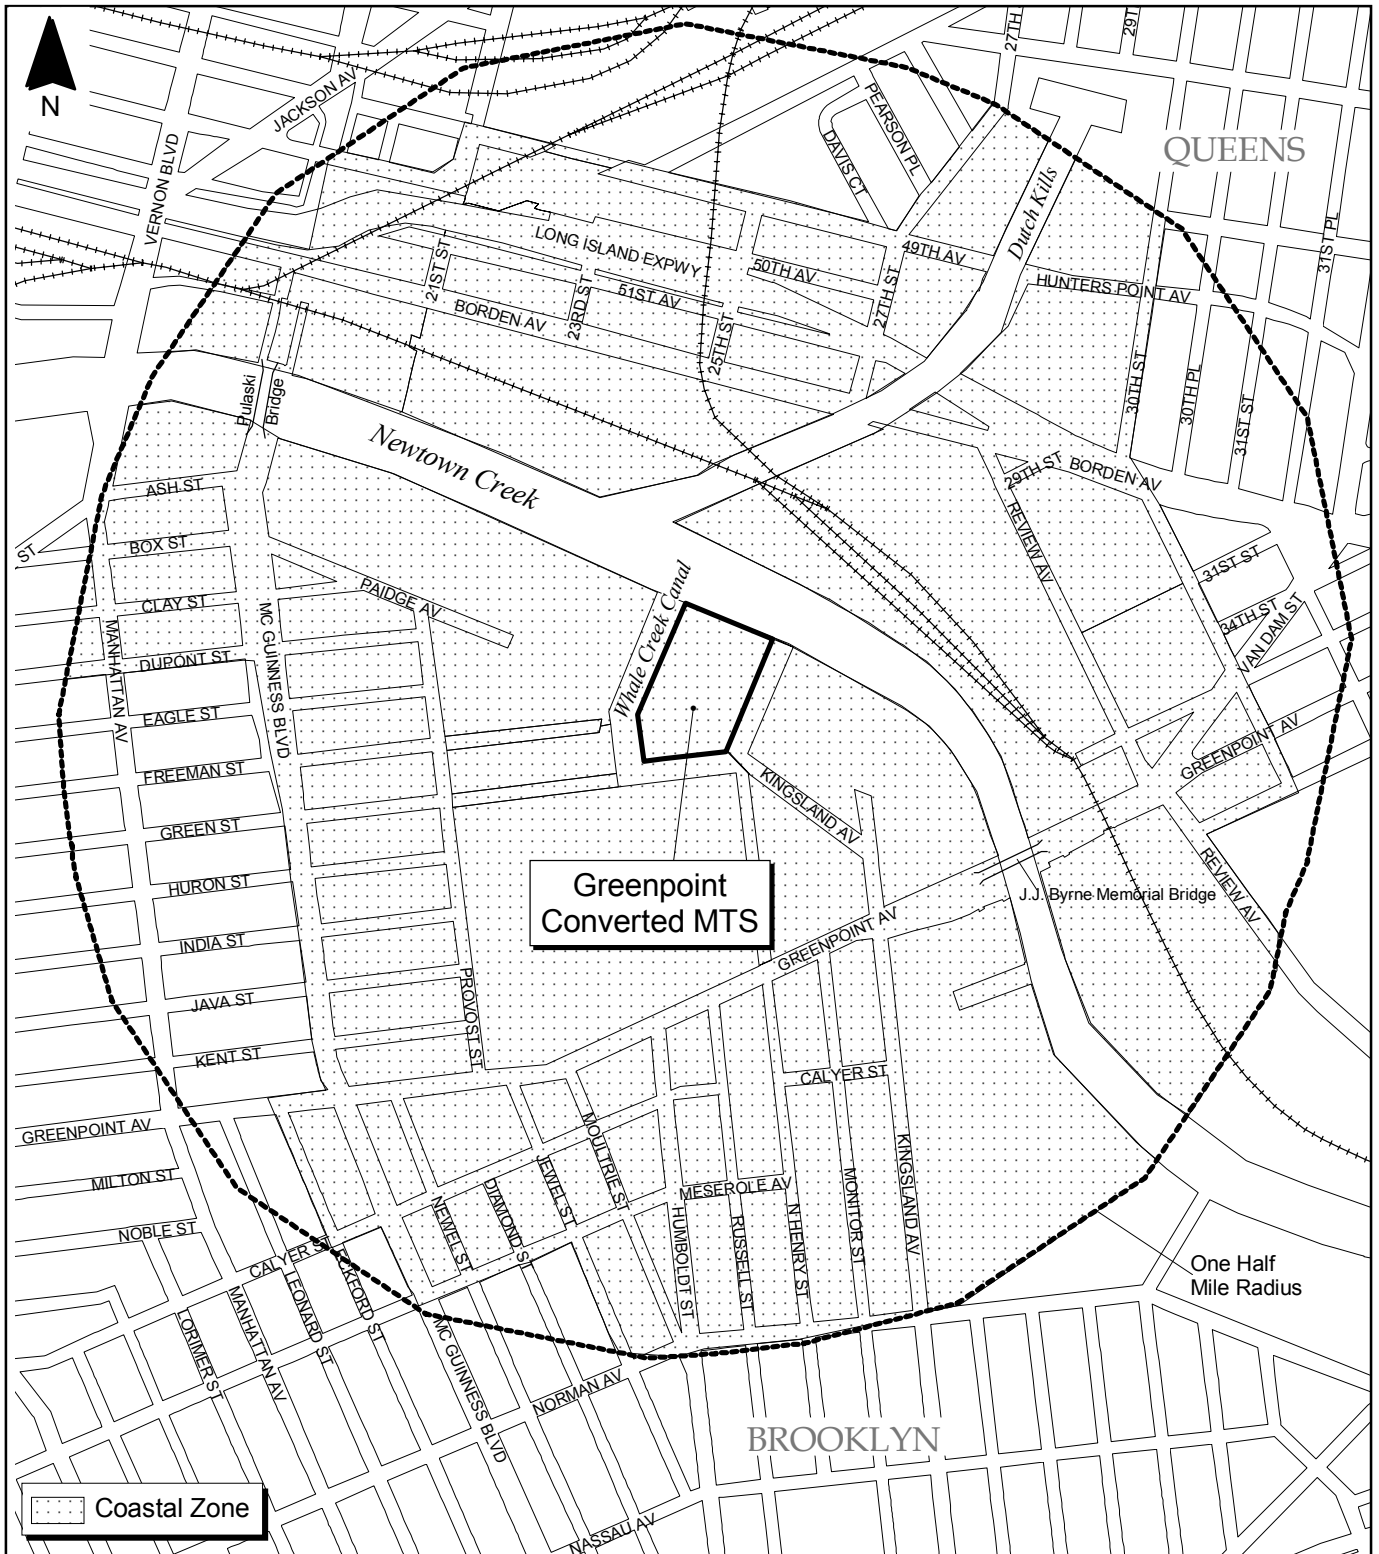 N
JACKSON AV
VERNON BLVD
27TH
29T
PEARSON PL
DAVIS CT
QUEENS
Dutch Kills
31ST PL
LONG ISLAND EXPWY
49TH AV
50TH AV
HUNTERS POINT AV
21ST ST
23RD ST
51ST AV
27TH ST
BORDEN AV
25TH ST
30TH ST
30TH PL
31ST ST
Pulaski
Bridge
Newtown Creek
29TH ST
BORDEN AV
REVIEW AV
ASH ST
BOX ST
ST
CLAY ST
PAIDGE AV
MC GUINNESS BLVD
MANHATTAN AV
DUPONT ST
Whale Creek Canal
31ST ST
34TH ST
VAN DAM ST
EAGLE ST
FREEMAN ST
GREENPOINT AV
KINGSLAND AV
GREEN ST
HURON ST
Greenpoint
Converted MTS
REVIEW AV
J.J. Byrne Memorial Bridge
INDIA ST
GREENPOINT AV
JAVA ST
PROVOST ST
KENT ST
CALYER ST
GREENPOINT AV
MOULTRIE ST
KINGSLAND AV
MILTON ST
JEWEL ST
DIAMOND ST
MESEROLE AV
MONITOR ST
NOBLE ST
NEWEL ST
HUMBOLDT ST
RUSSELL ST
N HENRY ST
CALYER S
CKFORD ST
LEONARD ST
One Half
Mile Radius
LORIMER ST
MANHATTAN AV
MC GUINNESS BLVD
NORMAN AV
BROOKLYN
Coastal Zone
NASSAU AV